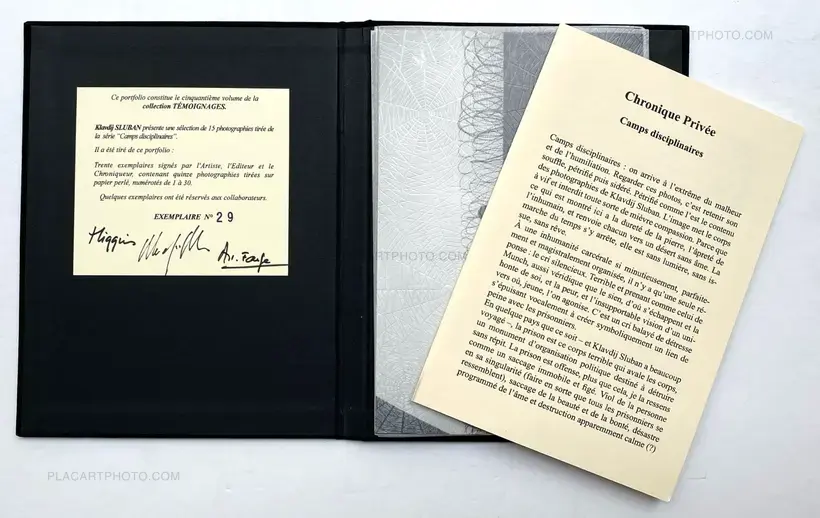 Ce portfolio constitue le cinquantième volume de la
collection TÉMOIGNAGES.
Klavdij SLUBAN présente une sélection de 15 photographies tirée de
la série "Camps disciplinaires".
Il a été tiré de ce portfolio :
Trente exemplaires signés par l'Artiste, l'Editeur et le
Chroniqueur, contenant quinze photographies tirées sur
papier perlé, numérotés de 1 à 30.
Quelques exemplaires ont été réservés aux collaborateurs.
EXEMPLAIRE N° 29
Higgins
PLACARTPHOTO.COM
Chronique Privée
Camps disciplinaires
Camps disciplinaires : on arrive à l'extrême du malheur
et de l'humiliation. Regarder ces photos, c'est retenir son
souffle, pétrifié puis sidéré. Pétrifié comme l'est le contenu
des photographies de Klavdij Sluban. L'image met le corps
à vif et interdit toute sorte de mièvre compassion. Parce que
ce qui est montré ici a la dureté de la pierre, l'âpreté de
l'inhumain, et renvoie chacun vers un désert sans âme. La
marche du temps s'y arrête, elle est sans lumière, sans is-
sue, sans rêve.
À une inhumanité carcérale si minutieusement, parfaite-
ment et magistralement organisée, il n'y a qu'une seule ré-
ponse : le cri silencieux. Terrible et prenant comme celui de
Munch, aussi véridique que le sien, d'où s'échappent et la
honte de soi, et la peur, et l'insupportable vision d'un uni-
vers où, jeune, l'on agonise. C'est un cri balayé de détresse
s'épuisant vocalement à créer symboliquement un lien de
peine avec les prisonniers.
En quelque pays que ce soit – et Klavdij Sluban a beaucoup
voyagé –, la prison est ce corps terrible qui avale les corps,
un monument d'organisation politique destiné à détruire
sans répit. La prison est offense, plus que cela, je la ressens
comme un saccage immobile et figé. Viol de la personne
en sa singularité (faire en sorte que tous les prisonniers se
ressemblent), saccage de la beauté et de la bonté, désastre
programmé de l'âme et destruction apparemment calme (?)
PLACARTPHOTO.COM